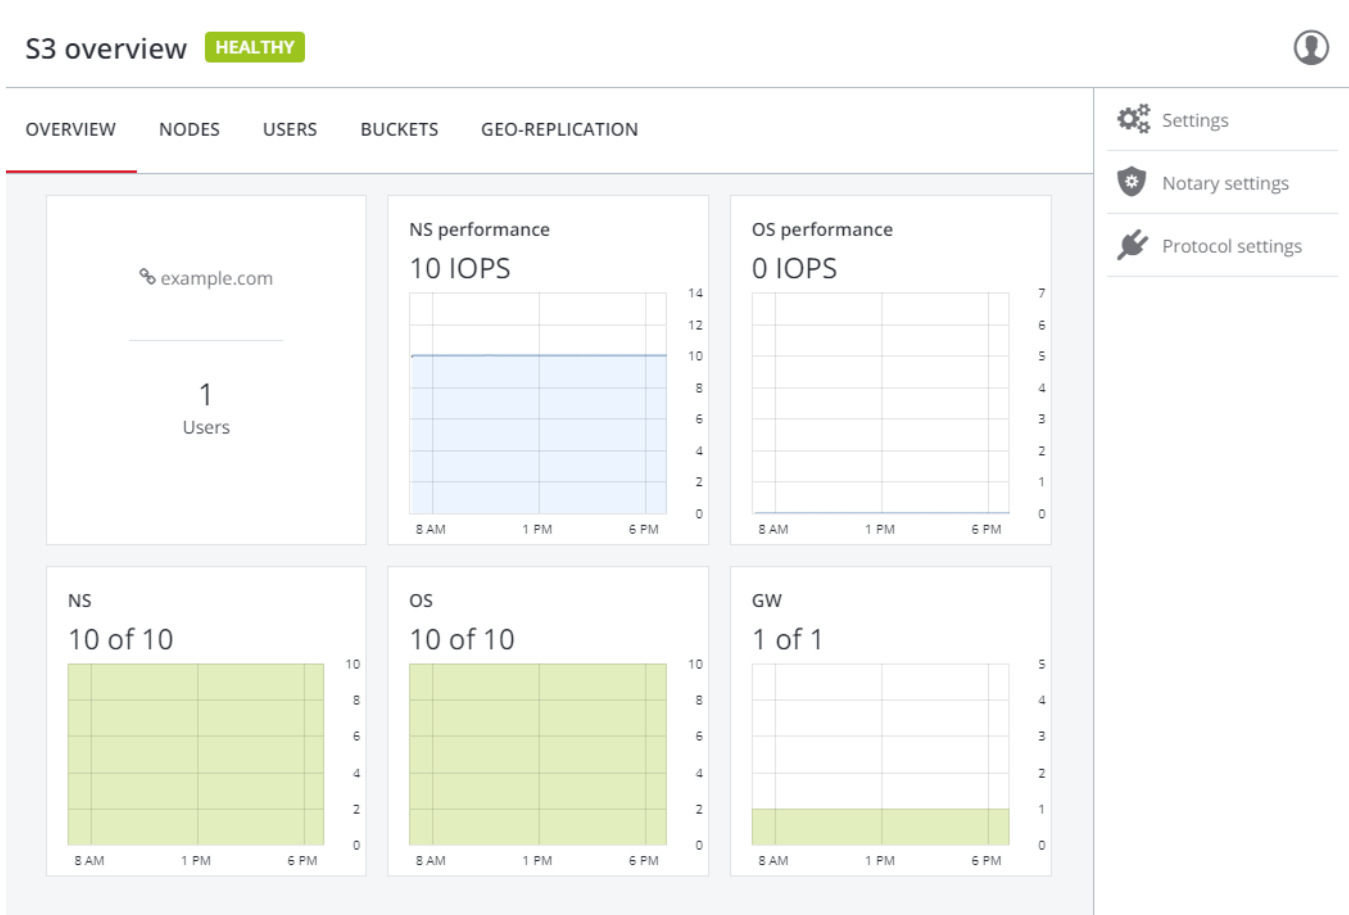 S3 overview HEALTHY
OVERVIEW NODES USERS BUCKETS GEO-REPLICATION
Settings
Notary settings
Protocol settings
example.com
1
Users
NS performance
10 IOPS
14
12
10
8
6
4
2
0
8 AM 1 PM 6 PM
OS performance
0 IOPS
7
6
5
4
3
2
1
0
8 AM 1 PM 6 PM
NS
10 of 10
10
8
6
4
2
0
8 AM 1 PM 6 PM
OS
10 of 10
10
8
6
4
2
0
8 AM 1 PM 6 PM
GW
1 of 1
5
4
3
2
1
0
8 AM 1 PM 6 PM